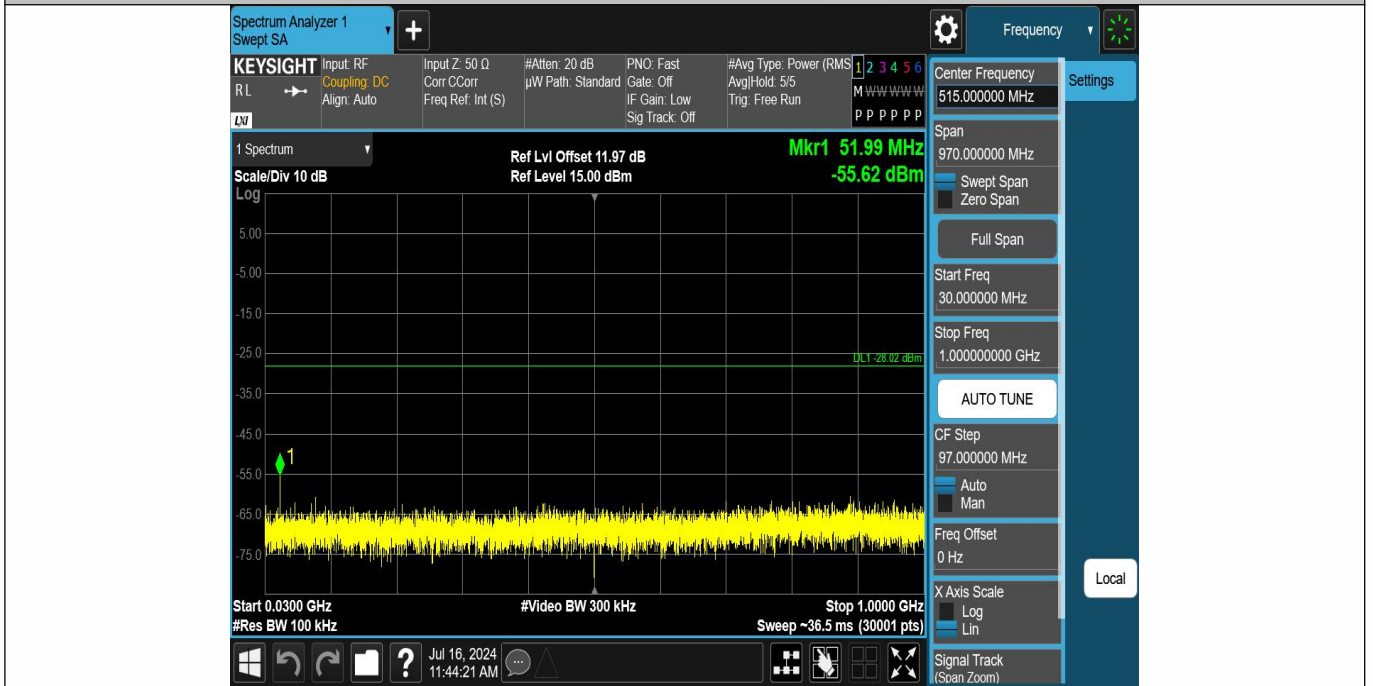 Spectrum Analyzer 1
Swept SA
+
Frequency
KEYSIGHT
RL
LXI
Input: RF
Coupling: DC
Align: Auto
Input Z: 50 Ω
Corr CCorr
Freq Ref: Int (S)
#Atten: 20 dB
µW Path: Standard
PNO: Fast
Gate: Off
IF Gain: Low
Sig Track: Off
#Avg Type: Power (RMS
Avg|Hold: 5/5
Trig: Free Run
1 2 3 4 5 6
M W W W W W
P P P P P P
1 Spectrum
Scale/Div 10 dB
Log
Ref Lvl Offset 11.97 dB
Ref Level 15.00 dBm
Mkr1 51.99 MHz
-55.62 dBm
5.00
-5.00
-15.0
-25.0
DL1 -28.02 dBm
-35.0
-45.0
1
-55.0
-65.0
-75.0
Start 0.0300 GHz
#Res BW 100 kHz
#Video BW 300 kHz
Stop 1.0000 GHz
Sweep ~36.5 ms (30001 pts)
?
Jul 16, 2024
11:44:21 AM
Center Frequency
515.000000 MHz
Span
970.000000 MHz
Swept Span
Zero Span
Full Span
Start Freq
30.000000 MHz
Stop Freq
1.000000000 GHz
AUTO TUNE
CF Step
97.000000 MHz
Auto
Man
Freq Offset
0 Hz
X Axis Scale
Log
Lin
Signal Track
(Span Zoom)
Settings
Local